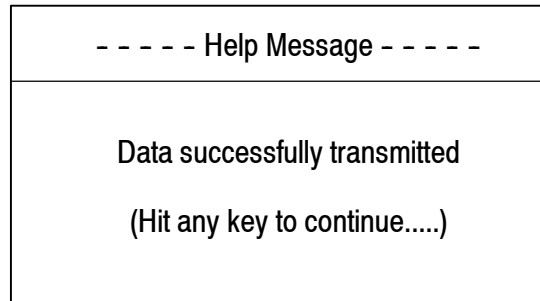 - - - - - Help Message - - - - -
Data successfully transmitted
(Hit any key to continue.....)